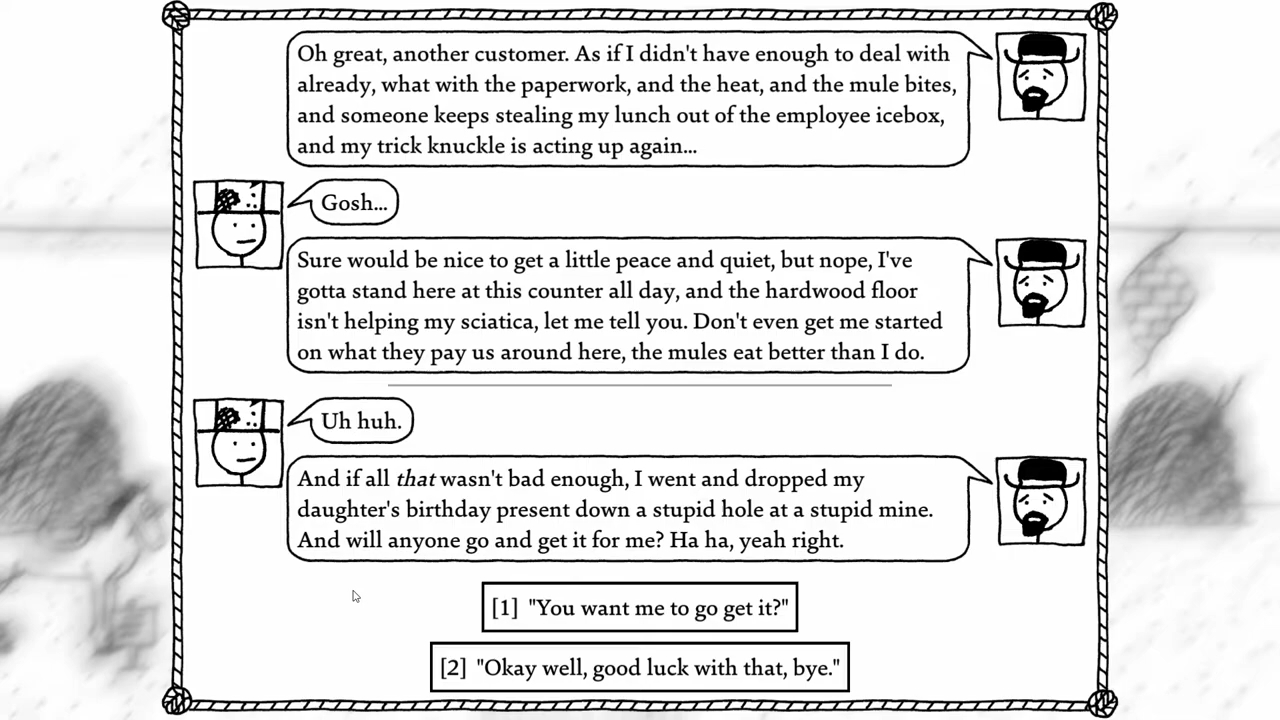 Oh great, another customer. As if I didn't have enough to deal with
already, what with the paperwork, and the heat, and the mule bites,
and someone keeps stealing my lunch out of the employee icebox,
and my trick knuckle is acting up again...
Gosh...
Sure would be nice to get a little peace and quiet, but nope, I've
gotta stand here at this counter all day, and the hardwood floor
isn't helping my sciatica, let me tell you. Don't even get me started
on what they pay us around here, the mules eat better than I do.
Uh huh.
And if all that wasn't bad enough, I went and dropped my
daughter's birthday present down a stupid hole at a stupid mine.
And will anyone go and get it for me? Ha ha, yeah right.
[1] "You want me to go get it?"
[2] "Okay well, good luck with that, bye."